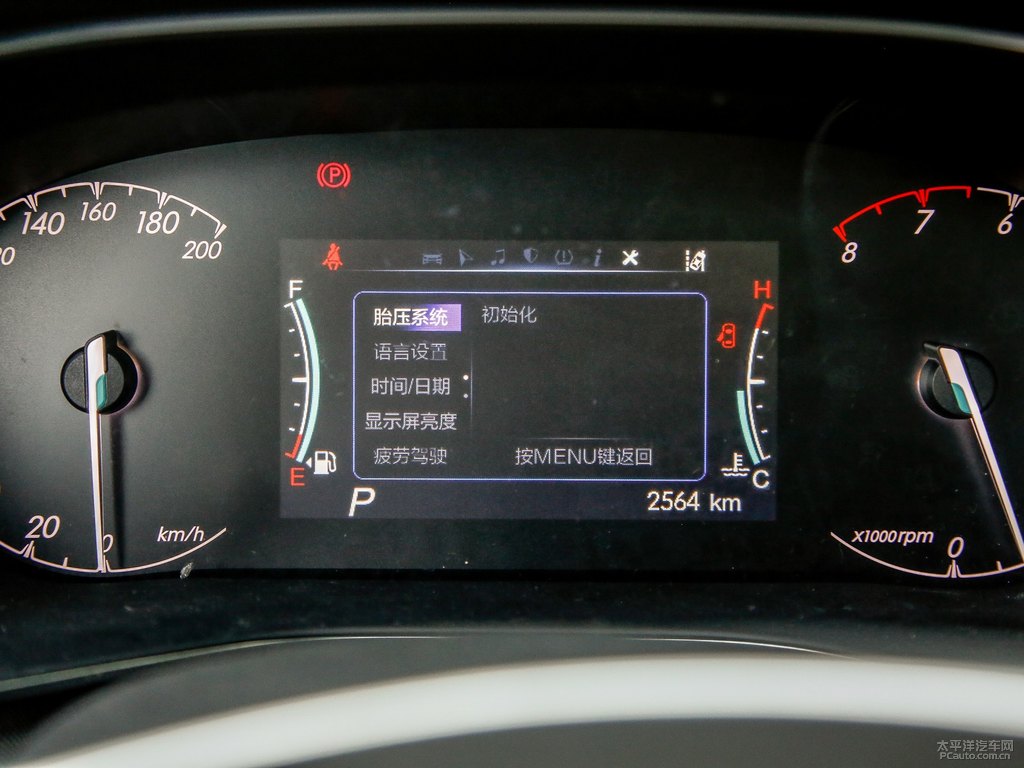 140
160
180
200
20
0
km/h
P
F
E
胎压系统 初始化
语言设置
时间/日期
显示屏亮度
疲劳驾驶 按MENU键返回
P
2564 km
H
C
8
7
6
x1000rpm
0
太平洋汽车网
PCauto.com.cn